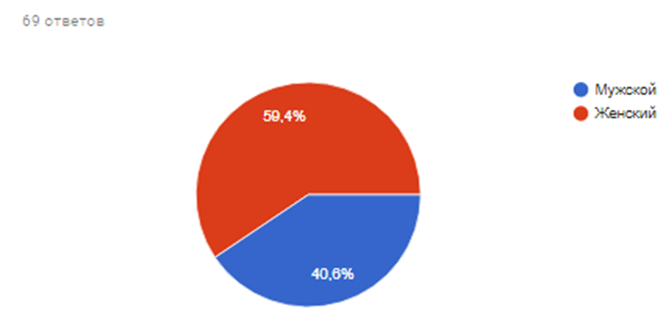 69 ответов
Мужской
Женский
59,4%
40,6%